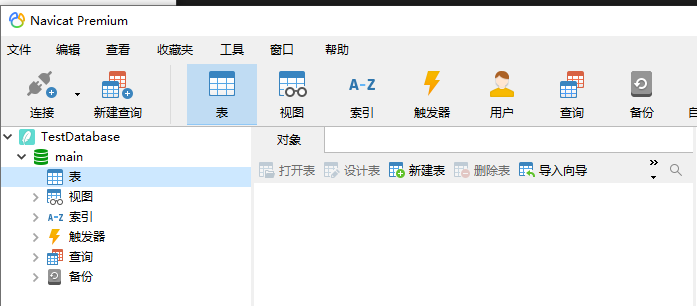 Navicat Premium
文件 编辑 查看 收藏夹 工具 窗口 帮助
连接 新建查询 表 视图 A-Z 索引 触发器 用户 查询 备份
TestDatabase
main
表
视图
A-Z 索引
触发器
查询
备份
对象
打开表 设计表 新建表 删除表 导入向导